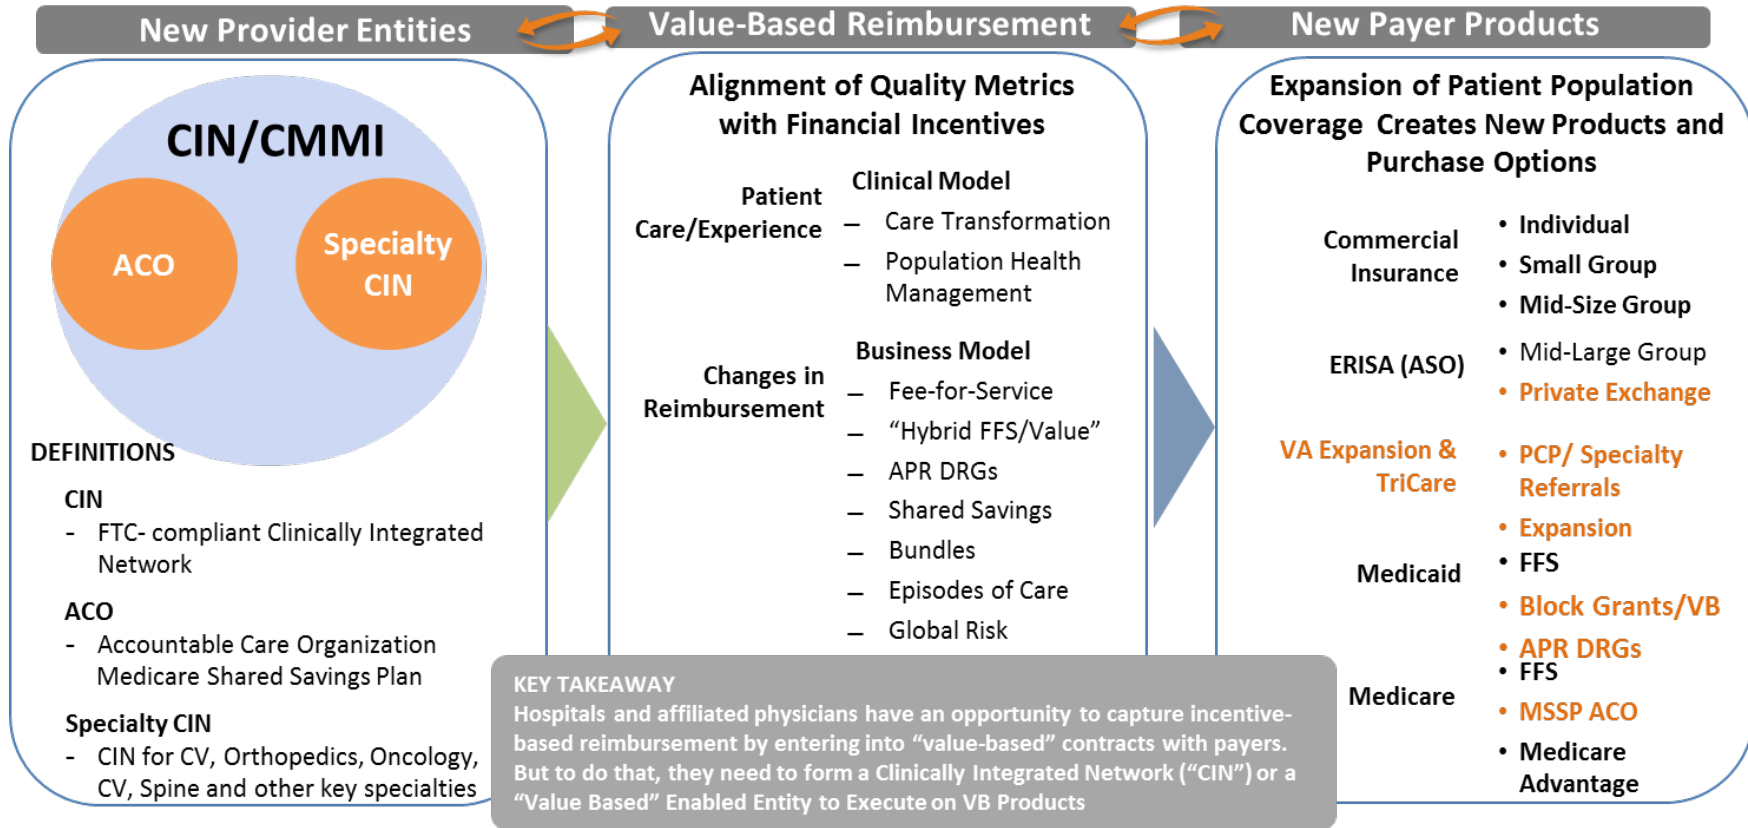 New Provider Entities
Value-Based Reimbursement
New Payer Products
CIN/CMMI
ACO
Specialty
CIN
DEFINITIONS
CIN
- FTC- compliant Clinically Integrated
Network
ACO
- Accountable Care Organization
Medicare Shared Savings Plan
Specialty CIN
- CIN for CV, Orthopedics, Oncology,
CV, Spine and other key specialties
Alignment of Quality Metrics
with Financial Incentives
Patient
Care/Experience
Clinical Model
– Care Transformation
– Population Health
Management
Changes in
Reimbursement
Business Model
– Fee-for-Service
– “Hybrid FFS/Value”
– APR DRGs
– Shared Savings
– Bundles
– Episodes of Care
– Global Risk
KEY TAKEAWAY
Hospitals and affiliated physicians have an opportunity to capture incentive-
based reimbursement by entering into “value-based” contracts with payers.
But to do that, they need to form a Clinically Integrated Network (“CIN”) or a
“Value Based” Enabled Entity to Execute on VB Products
Expansion of Patient Population
Coverage Creates New Products and
Purchase Options
Commercial
Insurance
• Individual
• Small Group
• Mid-Size Group
ERISA (ASO)
• Mid-Large Group
• Private Exchange
VA Expansion &
TriCare
• PCP/ Specialty
Referrals
• Expansion
Medicaid
• FFS
• Block Grants/VB
• APR DRGs
Medicare
• FFS
• MSSP ACO
• Medicare
Advantage